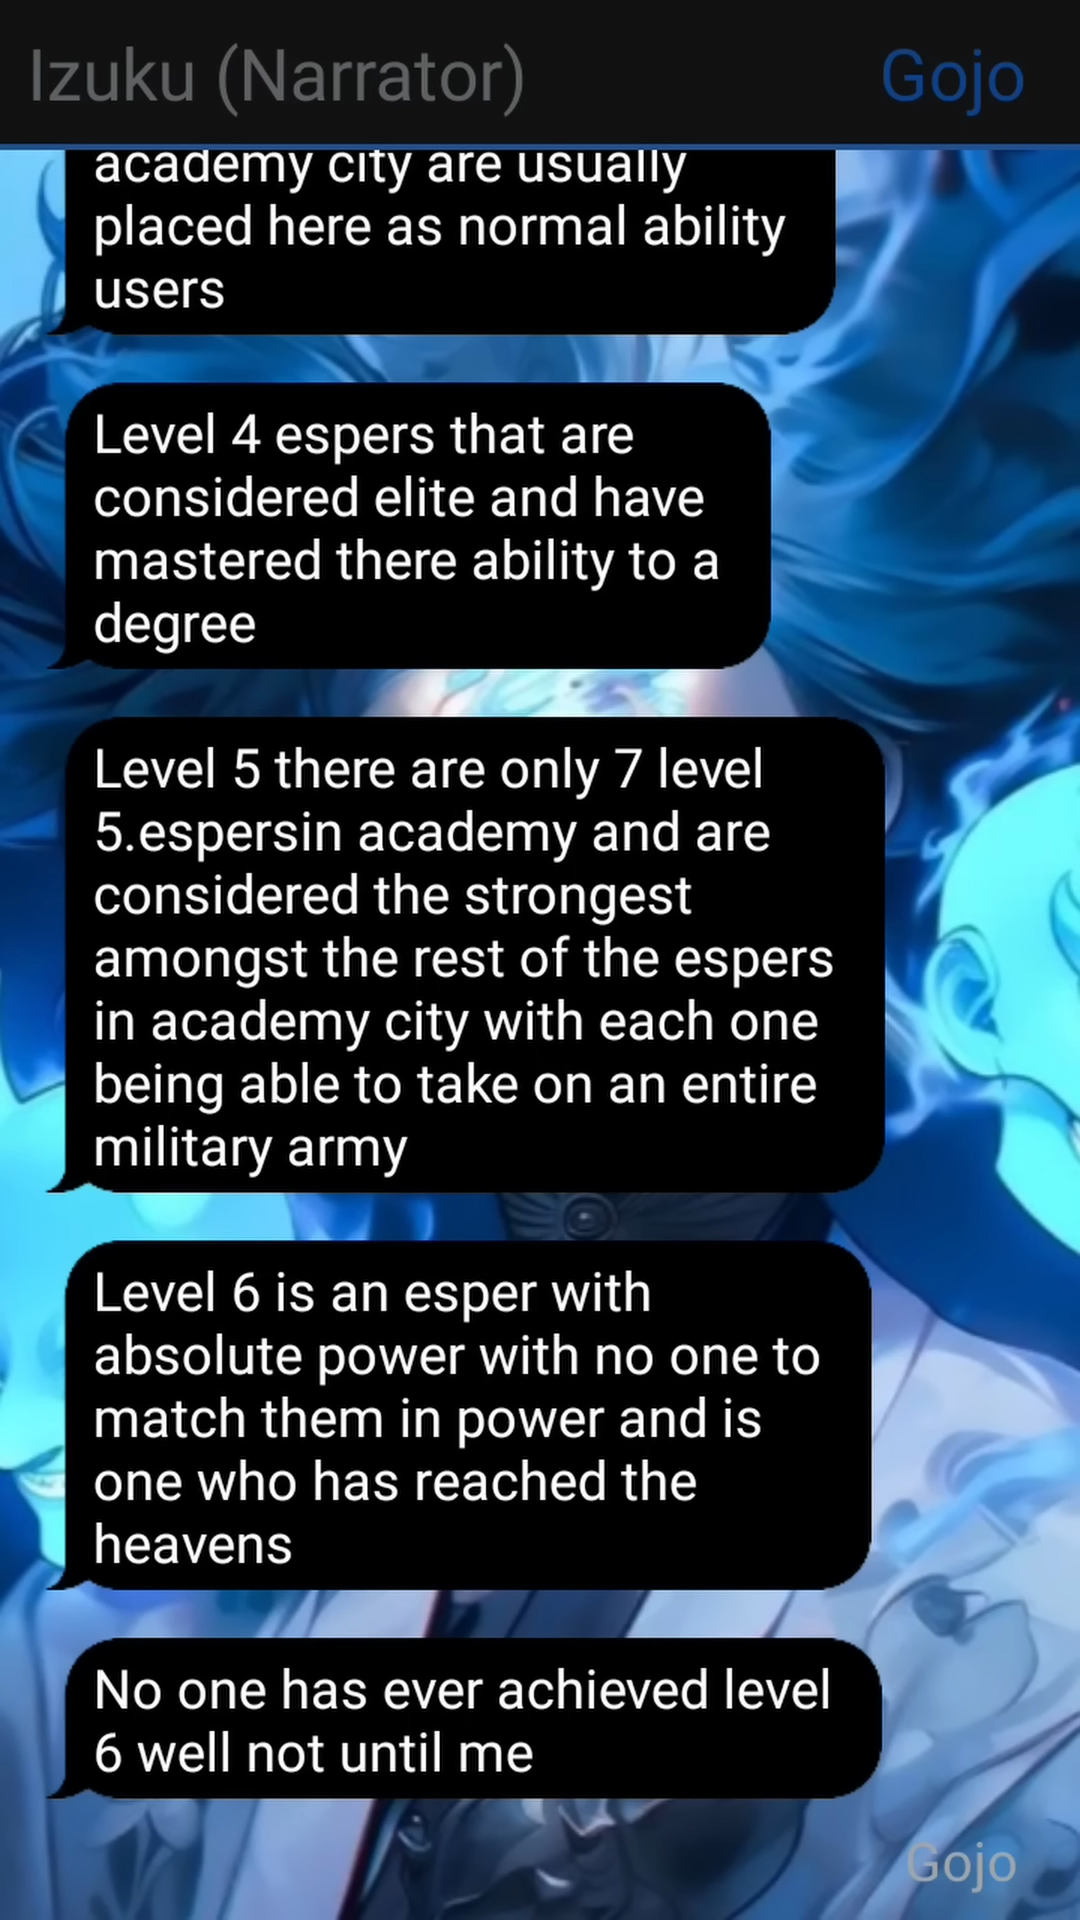 Izuku (Narrator) Gojo
academy city are usually
placed here as normal ability
users
Level 4 espers that are
considered elite and have
mastered there ability to a
degree
Level 5 there are only 7 level
5.espersin academy and are
considered the strongest
amongst the rest of the espers
in academy city with each one
being able to take on an entire
military army
Level 6 is an esper with
absolute power with no one to
match them in power and is
one who has reached the
heavens
No one has ever achieved level
6 well not until me
Gojo